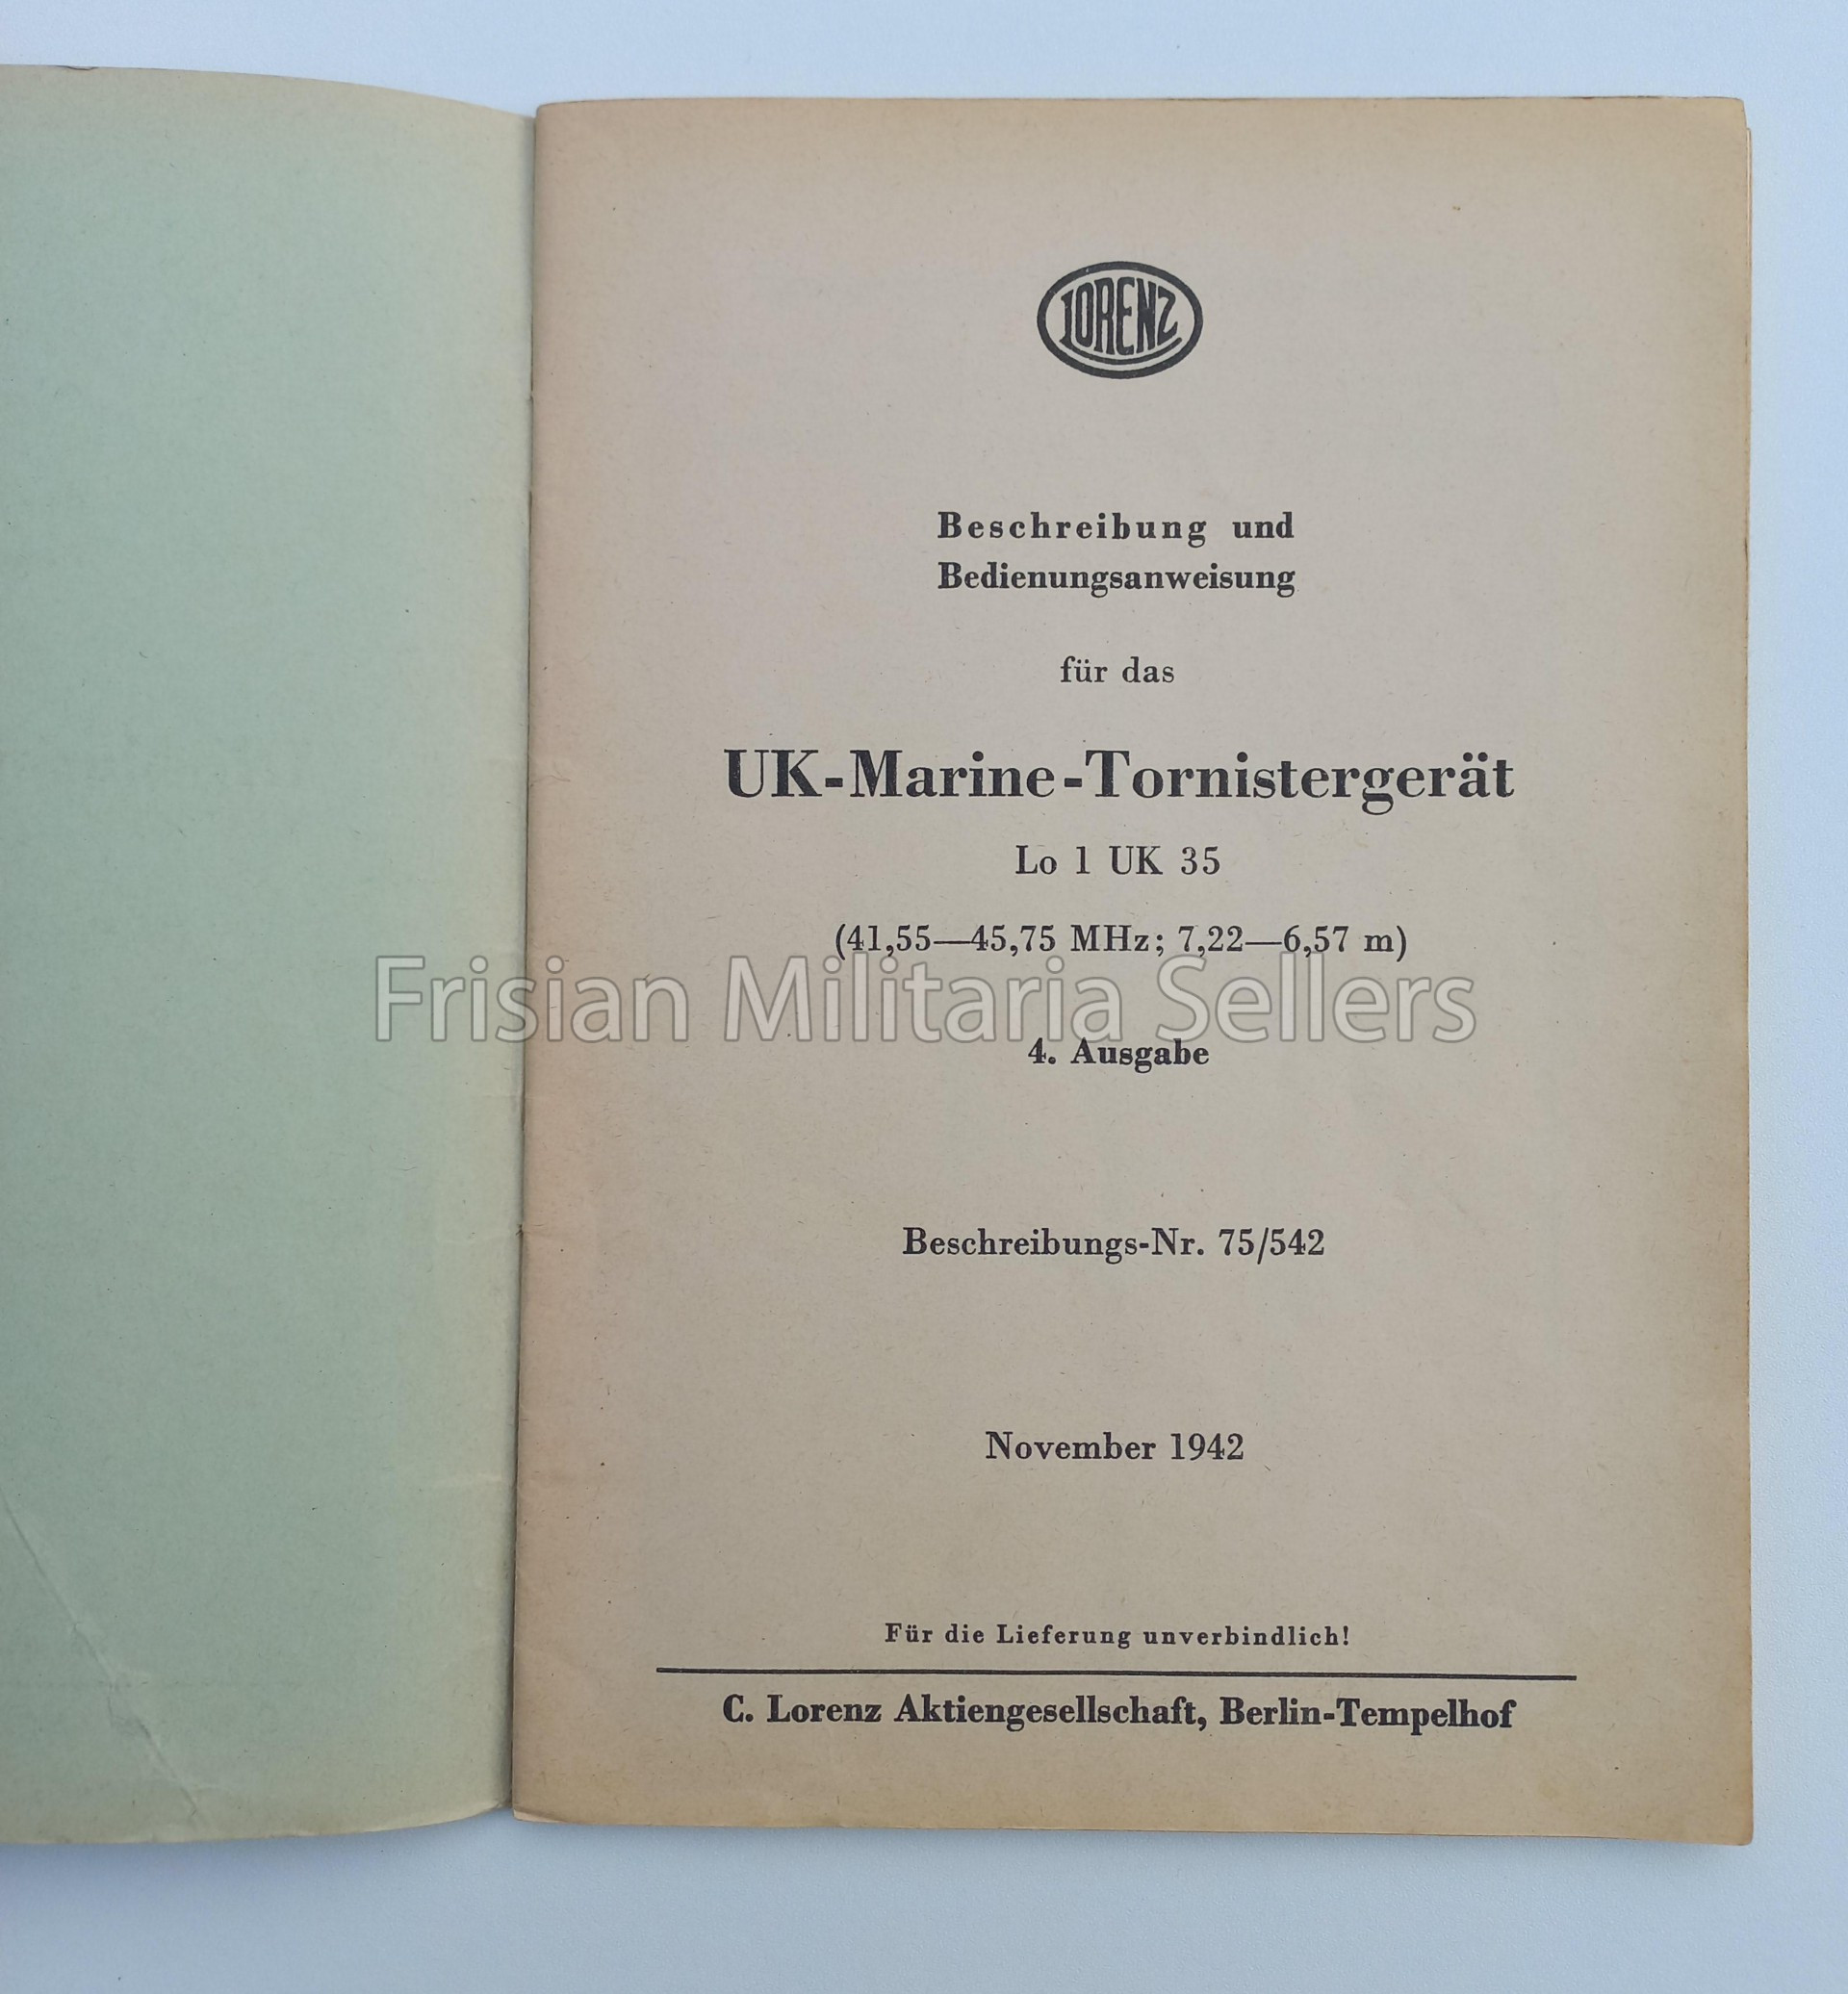 LORENZ
Beschreibung und
Bedienungsanweisung
für das
UK-Marine-Tornistergerät
Lo 1 UK 35
(41,55—45,75 MHz; 7,22—6,57 m)
Frisian Militaria Sellers
4. Ausgabe
Beschreibungs-Nr. 75/542
November 1942
Für die Lieferung unverbindlich!
C. Lorenz Aktiengesellschaft, Berlin-Tempelhof